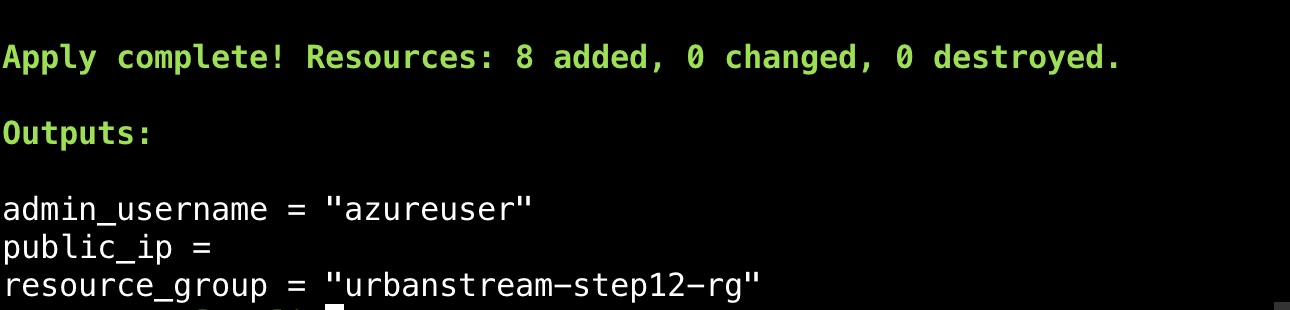 Apply complete! Resources: 8 added, 0 changed, 0 destroyed.
Outputs:
admin_username = "azureuser"
public_ip =
resource_group = "urbanstream-step12-rg"